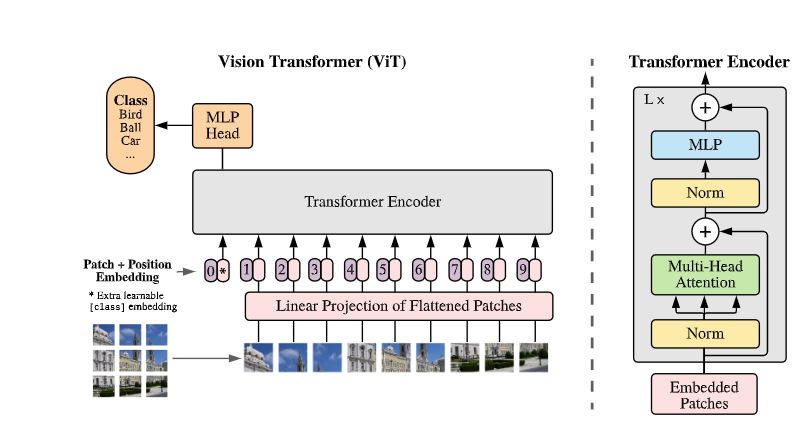 Vision Transformer (ViT)
Class
Bird
Ball
Car
...
MLP
Head
Transformer Encoder
Patch + Position
Embedding
0 * 1 2 3 4 5 6 7 8 9
* Extra learnable
[class] embedding
Linear Projection of Flattened Patches
Transformer Encoder
L x
+
MLP
Norm
+
Multi-Head
Attention
Norm
Embedded
Patches